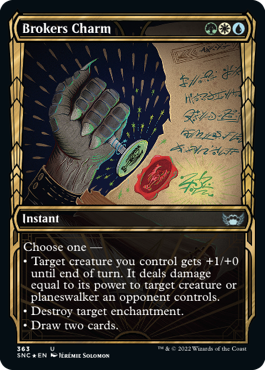 Brokers Charm
Instant
Choose one —
• Target creature you control gets +1/+0
until end of turn. It deals damage
equal to its power to target creature or
planeswalker an opponent controls.
• Destroy target enchantment.
• Draw two cards.
363 U
SNC ★ EN JÉRÉMIE SOLOMON
™ & © 2022 Wizards of the Coast